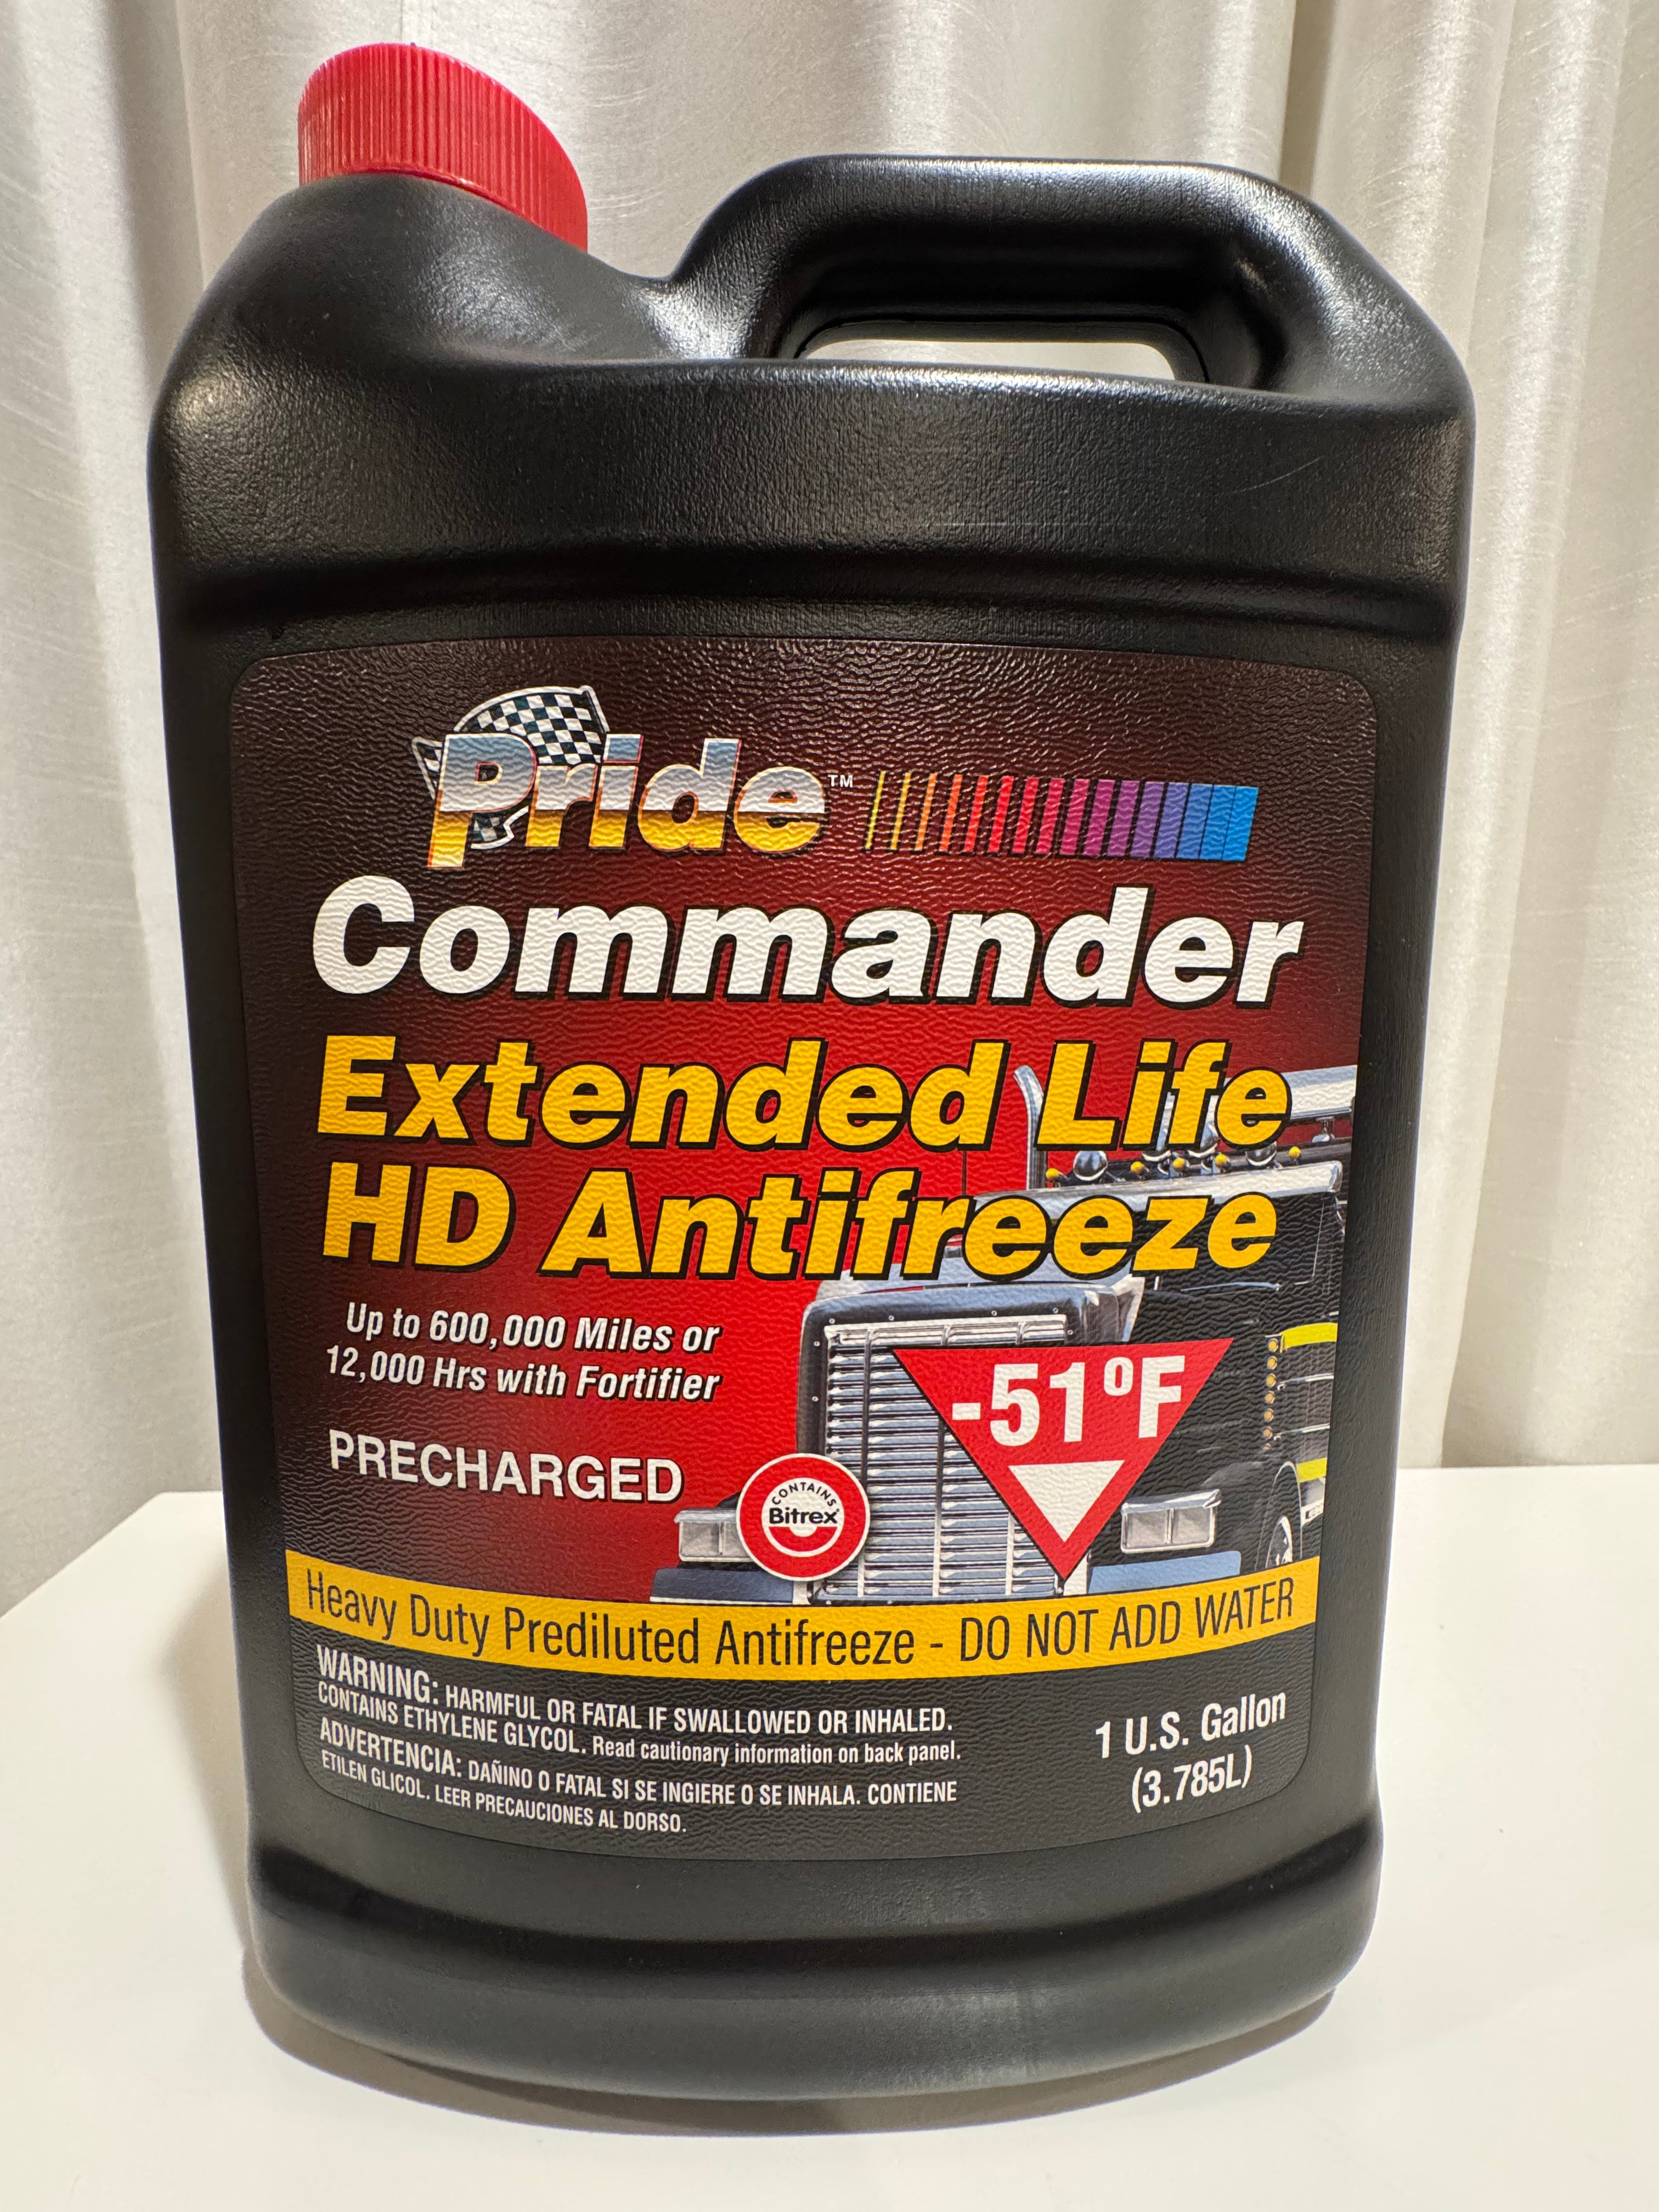 Pride™
Commander
Extended Life
HD Antifreeze
Up to 600,000 Miles or
12,000 Hrs with Fortifier
-51ºF
PRECHARGED
CONTAINS
Bitrex
Heavy Duty Prediluted Antifreeze - DO NOT ADD WATER
WARNING: HARMFUL OR FATAL IF SWALLOWED OR INHALED.
CONTAINS ETHYLENE GLYCOL. Read cautionary information on back panel.
ADVERTENCIA: DAÑINO O FATAL SI SE INGIERE O SE INHALA. CONTIENE
ETILEN GLICOL. LEER PRECAUCIONES AL DORSO.
1 U.S. Gallon
(3.785L)